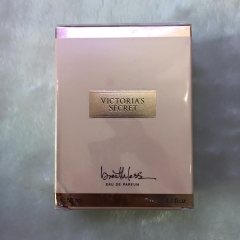 VICTORIA'S
SECRET
breathless
EAU DE PARFUM